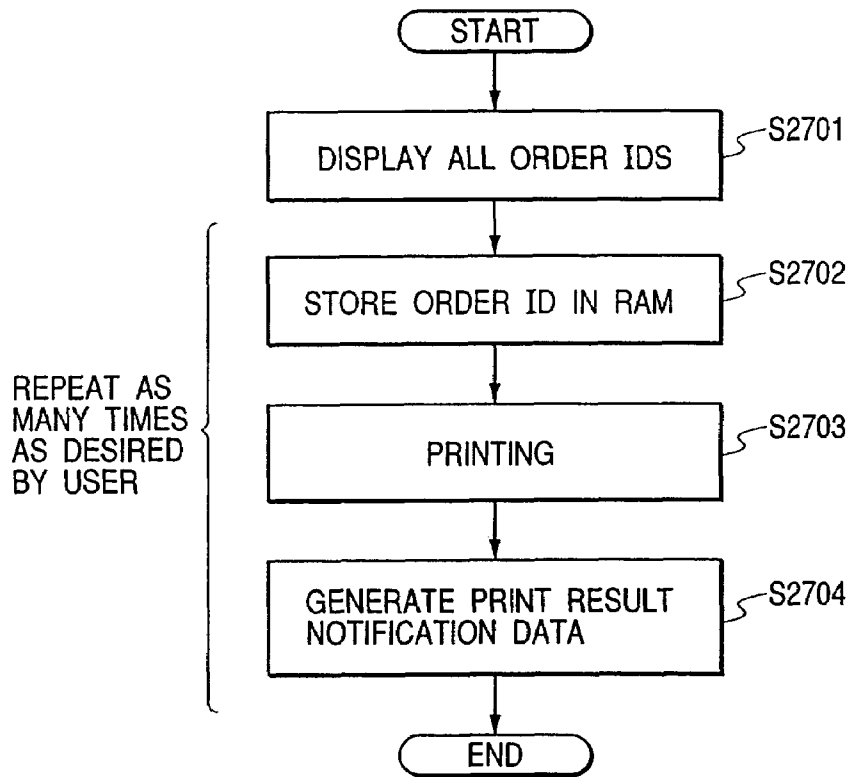 START
DISPLAY ALL ORDER IDS
S2701
STORE ORDER ID IN RAM
S2702
REPEAT AS
MANY TIMES
AS DESIRED
BY USER
PRINTING
S2703
GENERATE PRINT RESULT
NOTIFICATION DATA
S2704
END